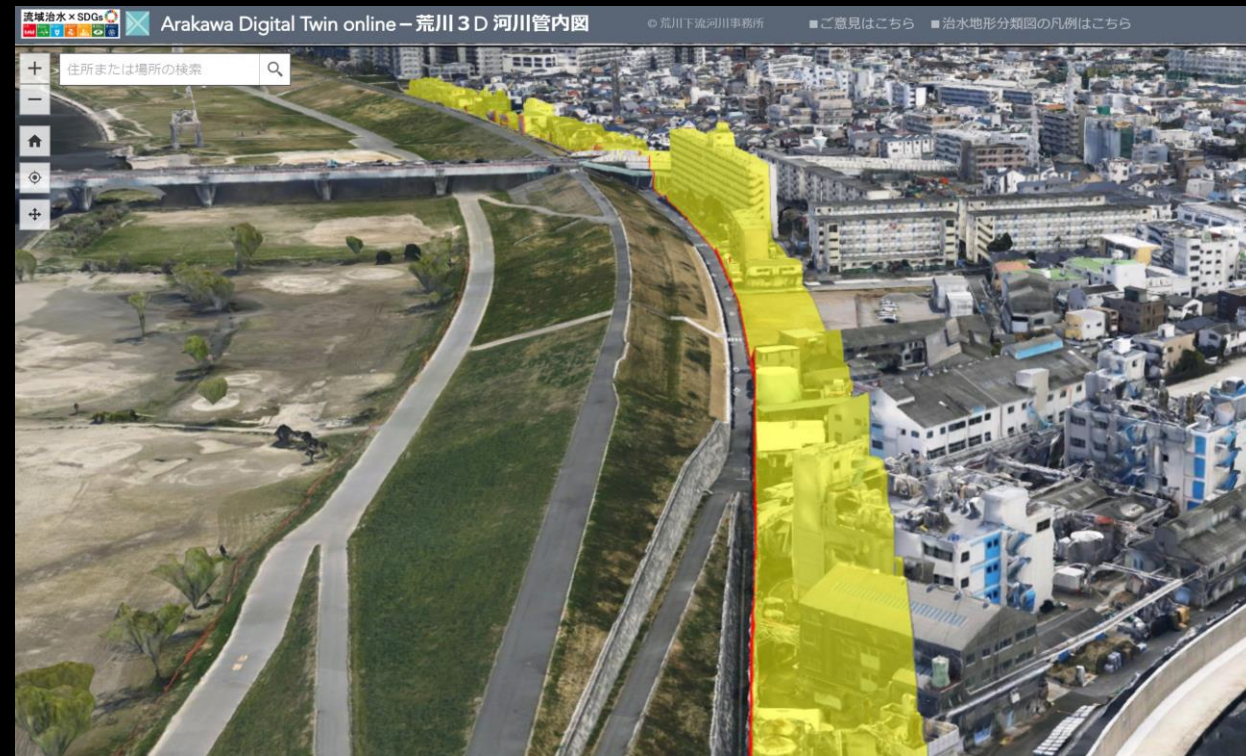 流域治水×SDGs
Arakawa Digital Twin online－荒川３D 河川管内図
© 荒川下流河川事務所
■ご意見はこちら
■治水地形分類図の凡例はこちら
住所または場所の検索